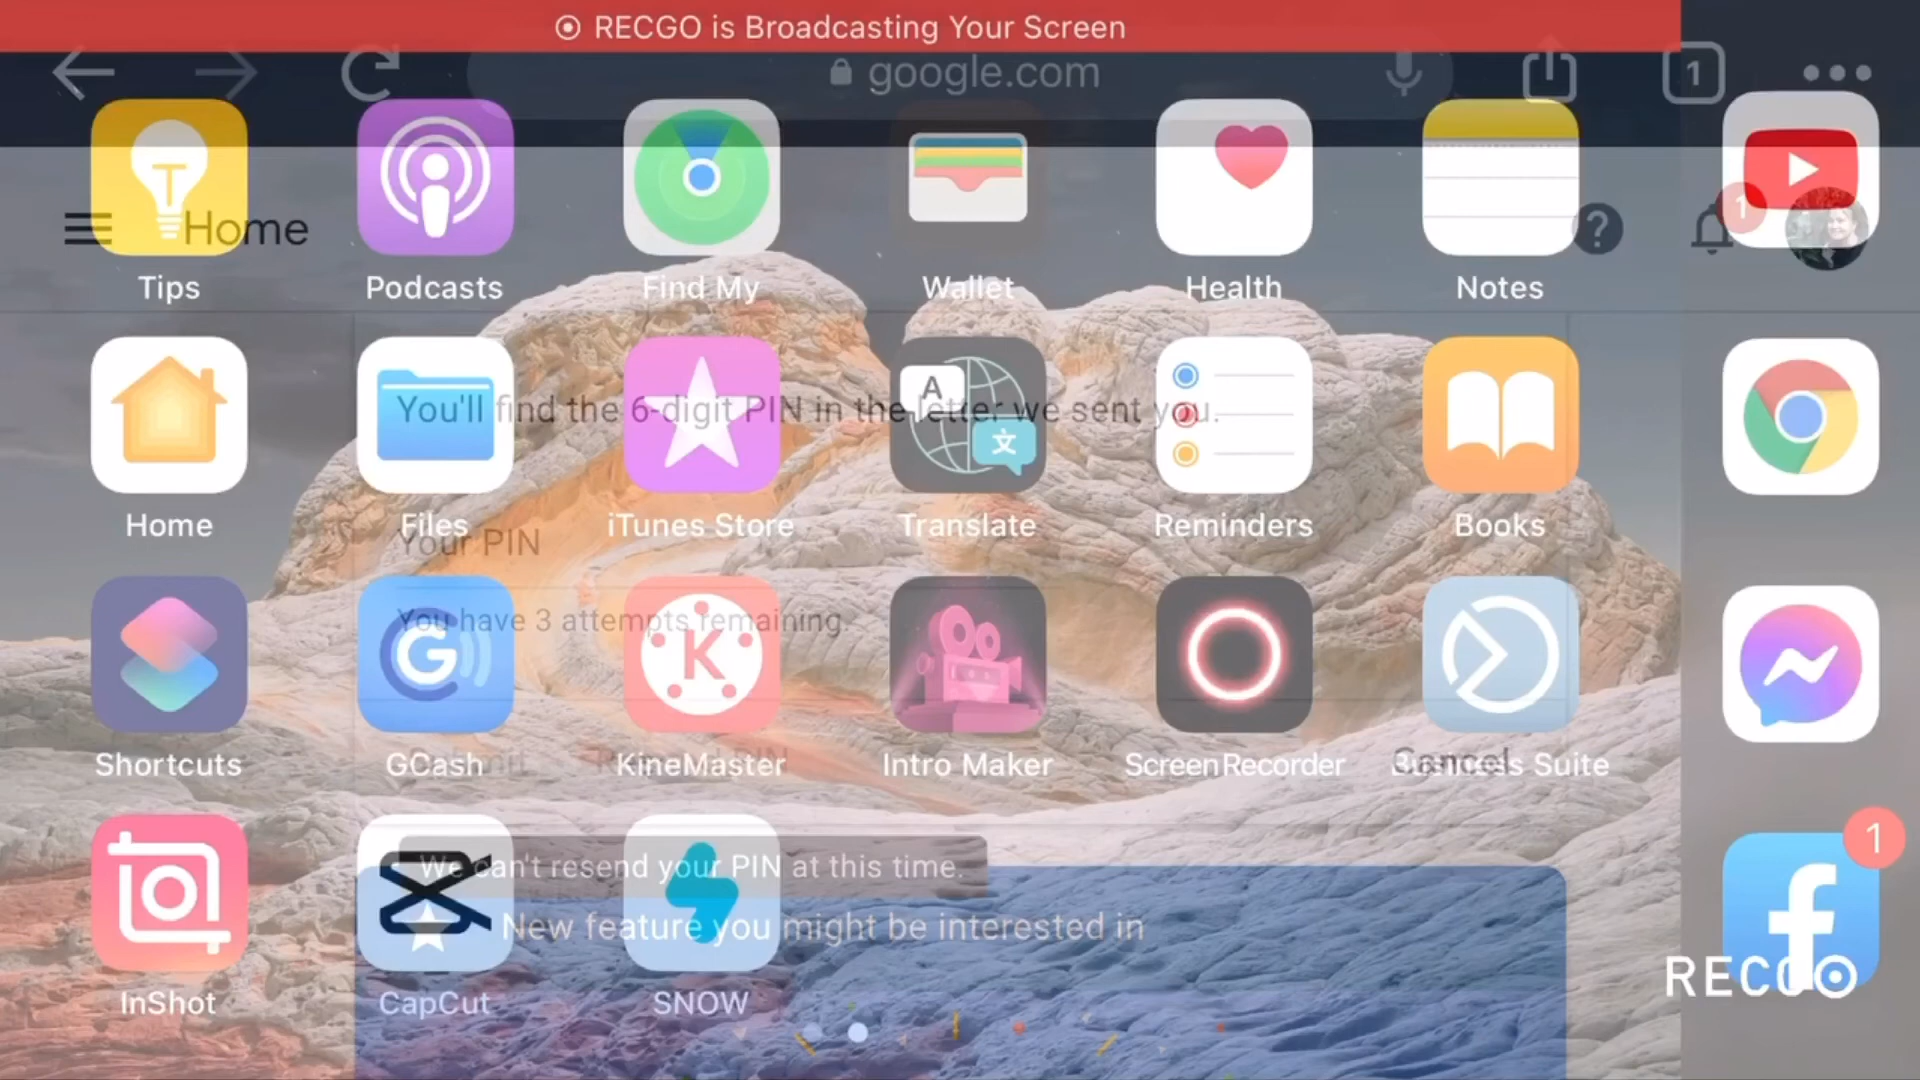 RECGO is Broadcasting Your Screen
google.com
1
Home
1
Tips
Podcasts
Find My
Wallet
Health
Notes
You'll find the 6-digit PIN in the letter we sent you.
Home
Files
iTunes Store
Translate
Reminders
Books
Your PIN
You have 3 attempts remaining.
Shortcuts
GCash
KineMaster
Intro Maker
ScreenRecorder
Business Suite
PIN
Cancel
1
We can't resend your PIN at this time.
New feature you might be interested in
RECGO
InShot
CapCut
SNOW